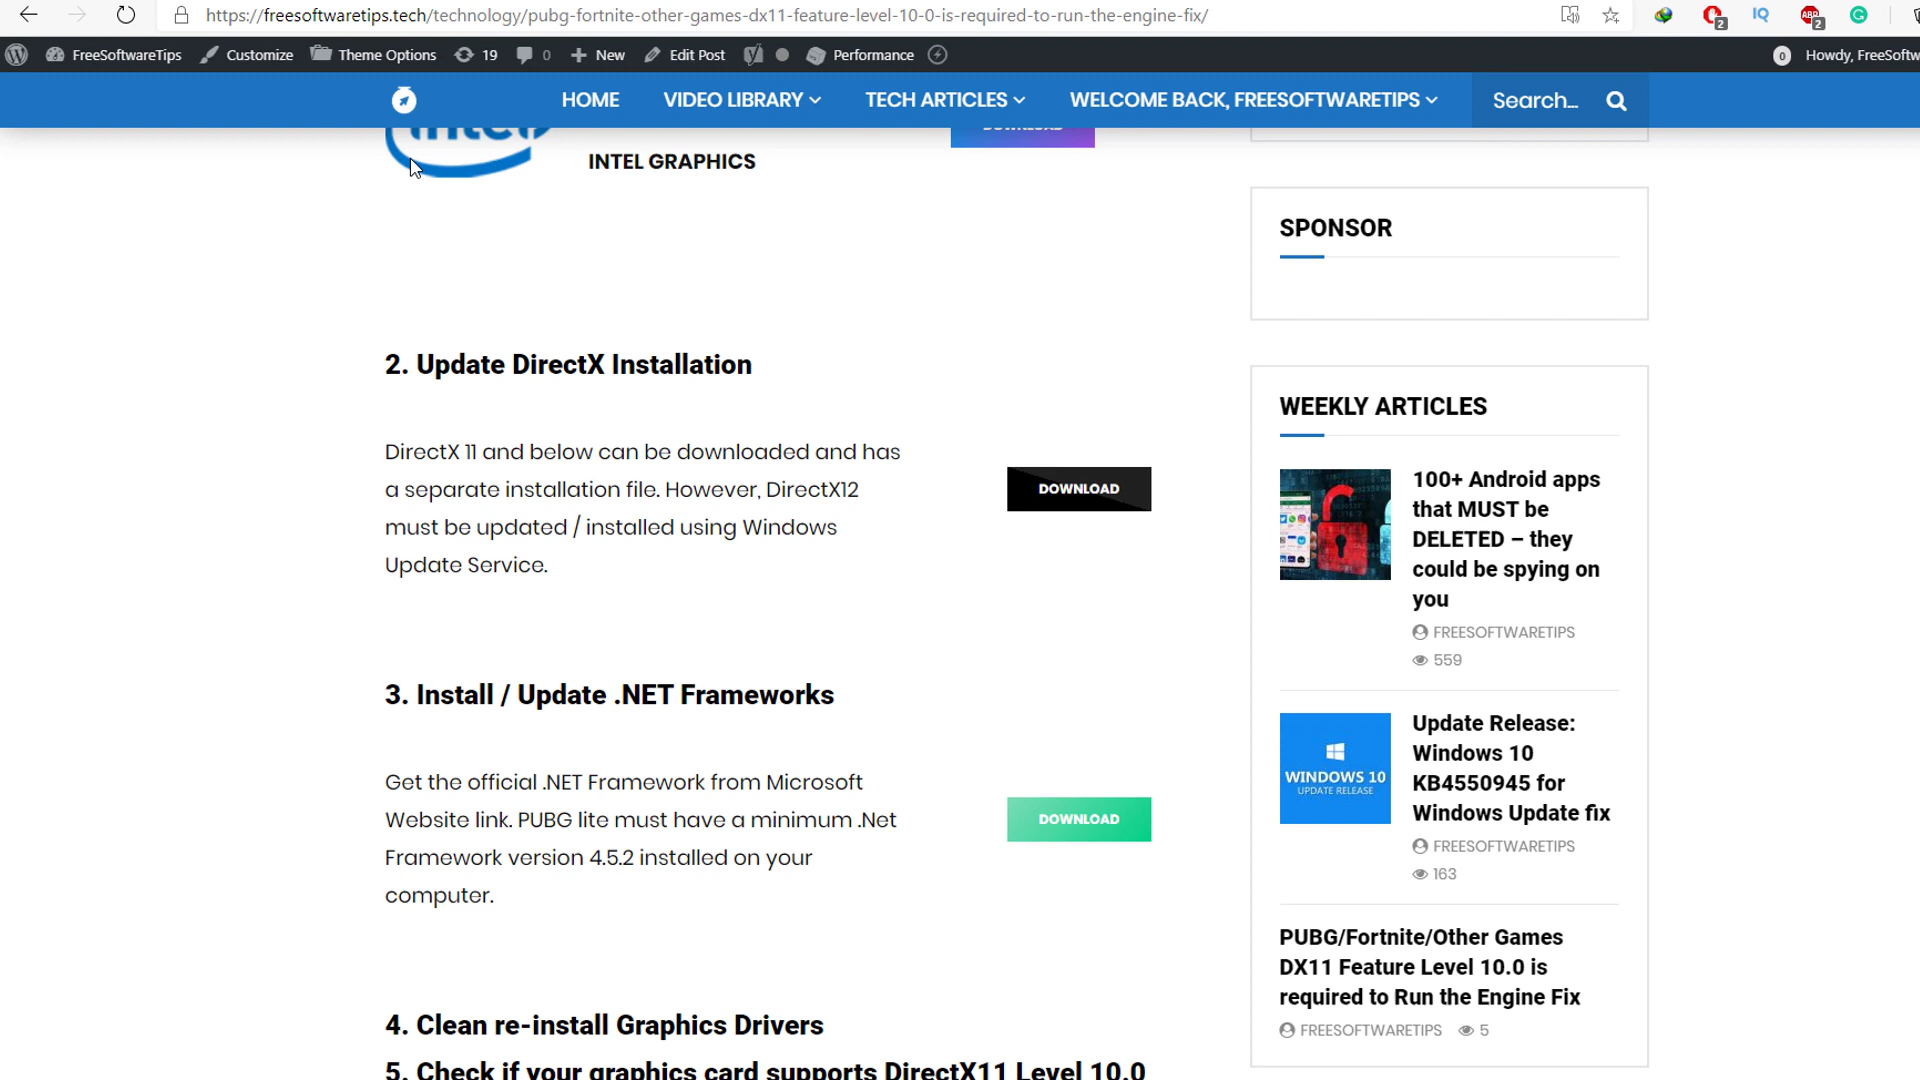 https://freesoftwaretips.tech/technology/pubg-fortnite-other-games-dx11-feature-level-10-0-is-required-to-run-the-engine-fix/
IQ
2
ABP
2
G
FreeSoftwareTips
Customize
Theme Options
19
0
New
Edit Post
Performance
0
Howdy, FreeSoftw
HOME
VIDEO LIBRARY
TECH ARTICLES
WELCOME BACK, FREESOFTWARETIPS
Search...
intel
DOWNLOAD
INTEL GRAPHICS
2. Update DirectX Installation
DirectX 11 and below can be downloaded and has
a separate installation file. However, DirectX12
must be updated / installed using Windows
Update Service.
DOWNLOAD
3. Install / Update .NET Frameworks
Get the official .NET Framework from Microsoft
Website link. PUBG lite must have a minimum .Net
Framework version 4.5.2 installed on your
computer.
DOWNLOAD
4. Clean re-install Graphics Drivers
5. Check if your graphics card supports DirectX11 Level 10.0
SPONSOR
WEEKLY ARTICLES
100+ Android apps
that MUST be
DELETED – they
could be spying on
you
FREESOFTWARETIPS
559
WINDOWS 10
UPDATE RELEASE
Update Release:
Windows 10
KB4550945 for
Windows Update fix
FREESOFTWARETIPS
163
PUBG/Fortnite/Other Games
DX11 Feature Level 10.0 is
required to Run the Engine Fix
FREESOFTWARETIPS
5